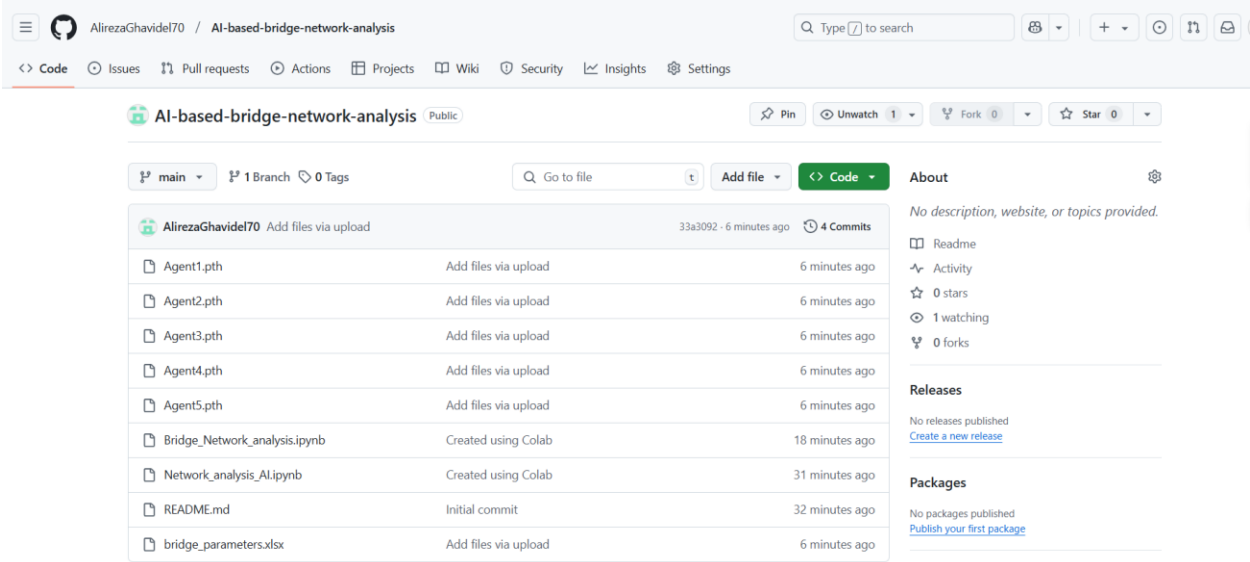 AlirezaGhavidel70 / AI-based-bridge-network-analysis
Type / to search
Code Issues Pull requests Actions Projects Wiki Security Insights Settings
AI-based-bridge-network-analysis Public
Pin Unwatch 1 Fork 0 Star 0
main 1 Branch 0 Tags Go to file t Add file Code
About
AlirezaGhavidel70 Add files via upload 33a3092 · 6 minutes ago 4 Commits
No description, website, or topics provided.
Agent1.pth Add files via upload 6 minutes ago
Agent2.pth Add files via upload 6 minutes ago
Agent3.pth Add files via upload 6 minutes ago
Agent4.pth Add files via upload 6 minutes ago
Agent5.pth Add files via upload 6 minutes ago
Bridge_Network_analysis.ipynb Created using Colab 18 minutes ago
Network_analysis_AI.ipynb Created using Colab 31 minutes ago
README.md Initial commit 32 minutes ago
bridge_parameters.xlsx Add files via upload 6 minutes ago
Readme
Activity
0 stars
1 watching
0 forks
Releases
No releases published
Create a new release
Packages
No packages published
Publish your first package